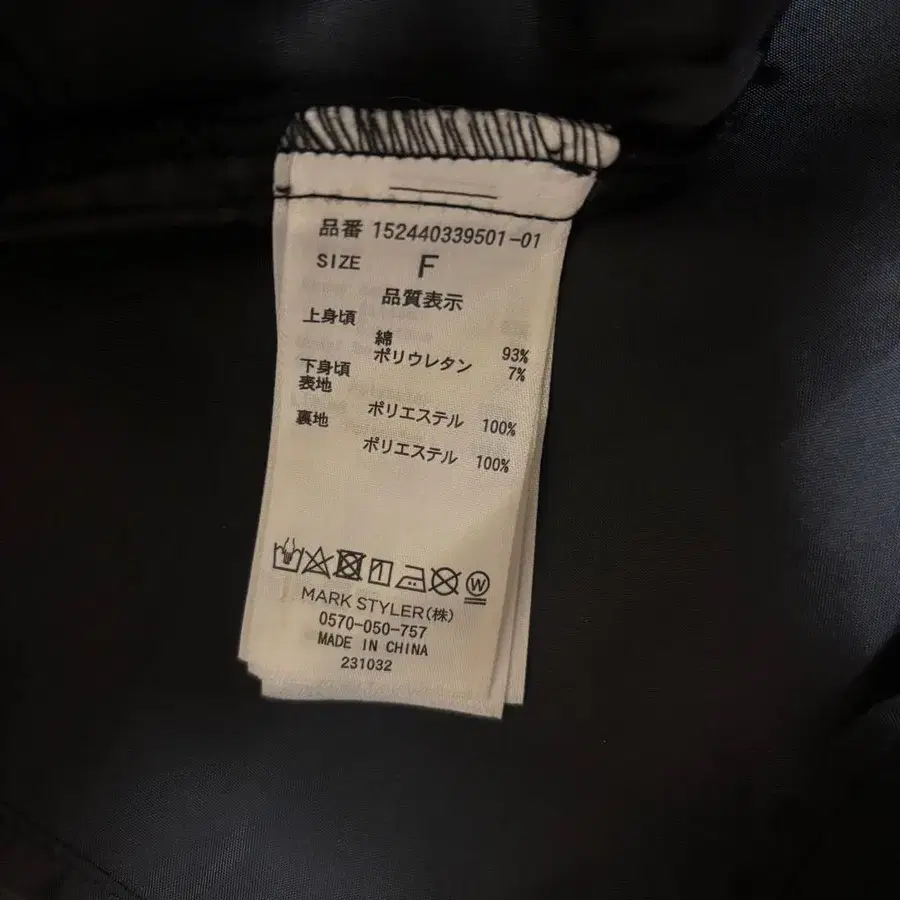 品番 152440339501-01
SIZE F
品質表示
上身頃
綿 93%
ポリウレタン 7%
下身頃
表地
ポリエステル 100%
裏地
ポリエステル 100%
MARK STYLER(株)
0570-050-757
MADE IN CHINA
231032